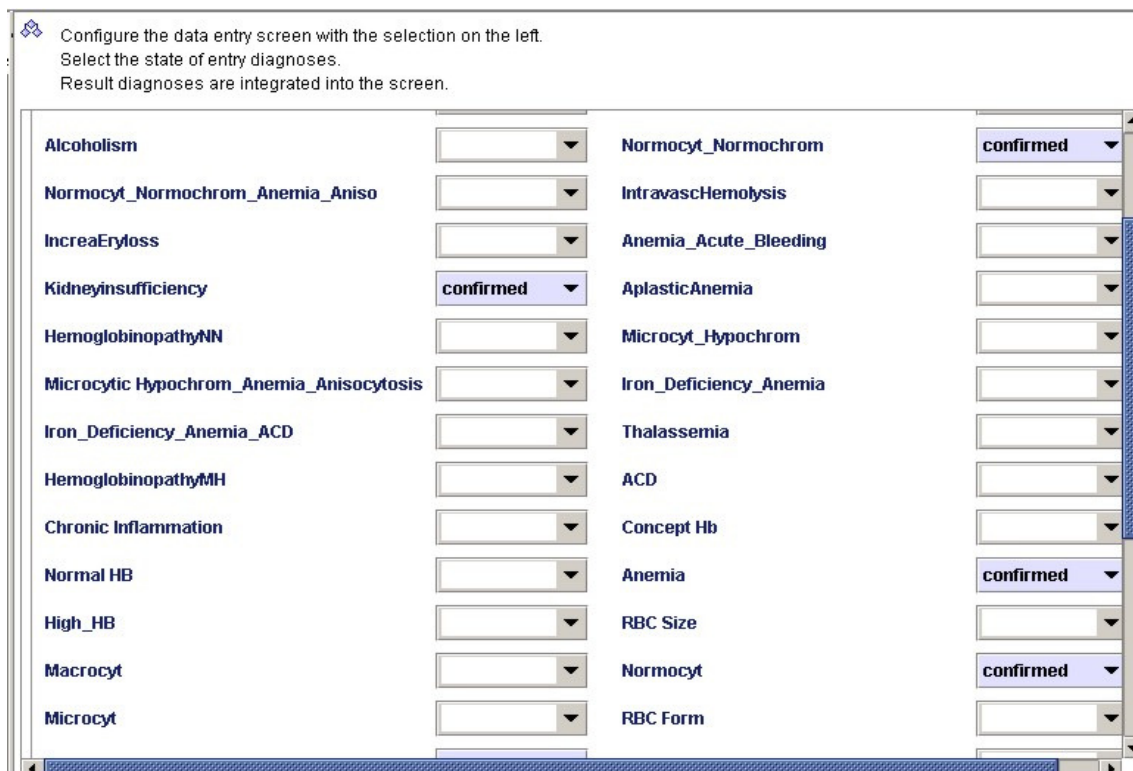 Configure the data entry screen with the selection on the left.
Select the state of entry diagnoses.
Result diagnoses are integrated into the screen.
Alcoholism Normocyt_Normochrom confirmed
Normocyt_Normochrom_Anemia_Aniso IntravascHemolysis
IncreaEryloss Anemia_Acute_Bleeding
Kidneyinsufficiency confirmed AplasticAnemia
HemoglobinopathyNN Microcyt_Hypochrom
Microcytic Hypochrom_Anemia_Anisocytosis Iron_Deficiency_Anemia
Iron_Deficiency_Anemia_ACD Thalassemia
HemoglobinopathyMH ACD
Chronic Inflammation Concept Hb
Normal HB Anemia confirmed
High_HB RBC Size
Macrocyt Normocyt confirmed
Microcyt RBC Form